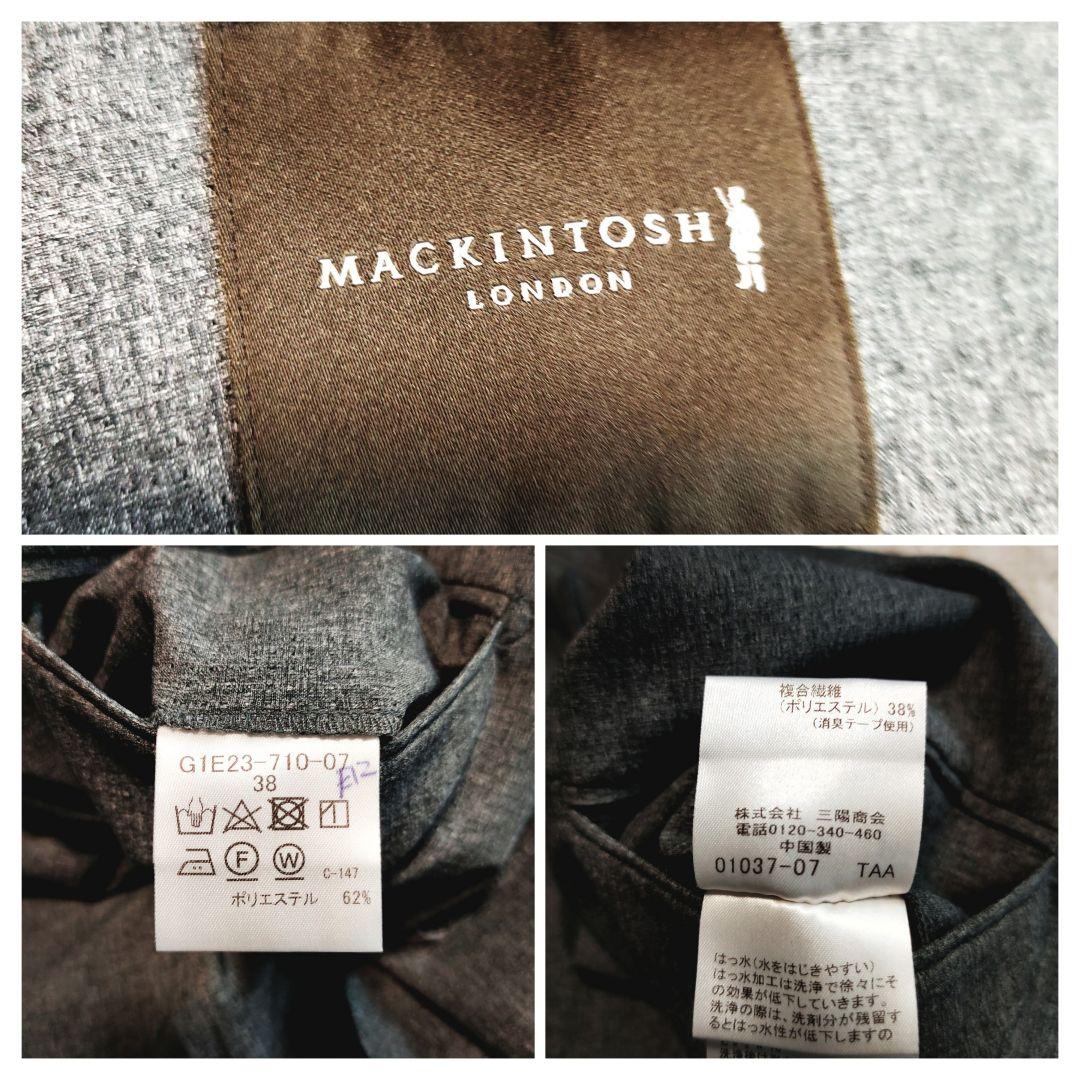 MACKINTOSH
LONDON
G1E23-710-07
38
F W
C-147
ポリエステル 62%
複合繊維
(ポリエステル) 38%
(消臭テープ使用)
株式会社 三陽商会
電話0120-340-460
中国製
01037-07 TAA
はっ水(水をはじきやすい)
はっ水加工は洗浄で徐々にそ
の効果が低下していきます。
洗浄の際は、洗剤分が残留す
るとはっ水性が低下しますの